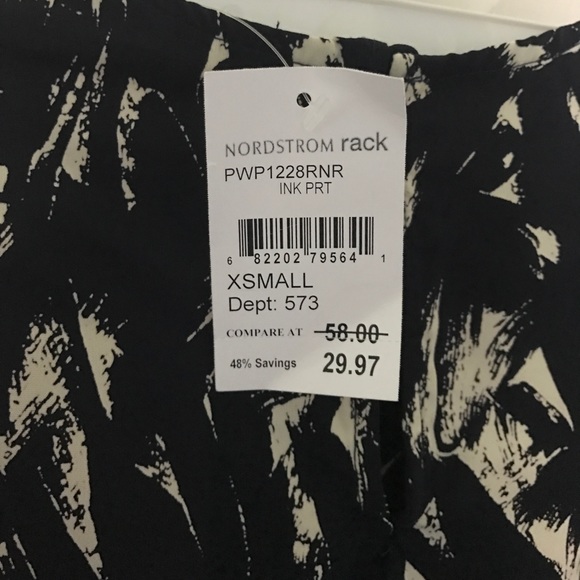 NORDSTROM rack
PWP1228RNR
INK PRT
6 82202 79564 1
XSMALL
Dept: 573
COMPARE AT 58.00
48% Savings 29.97